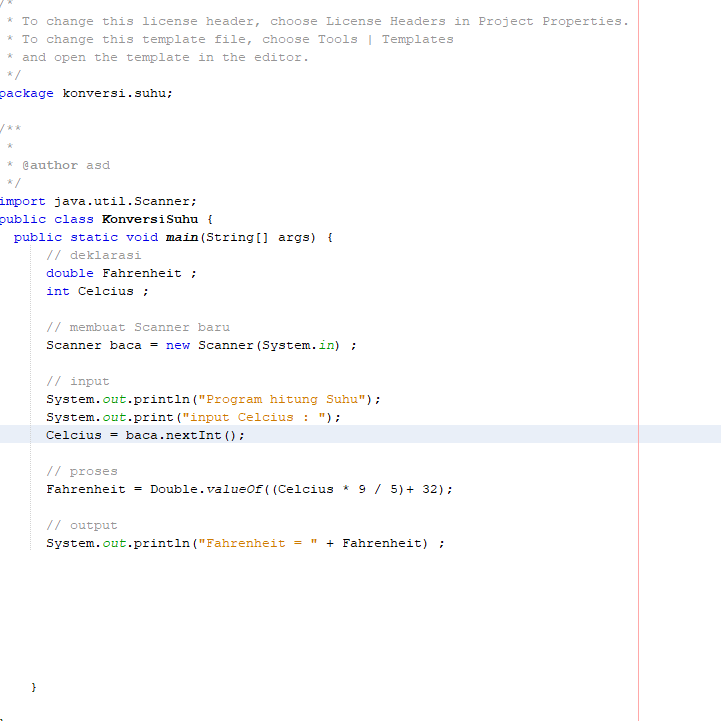 /*
 * To change this license header, choose License Headers in Project Properties.
 * To change this template file, choose Tools | Templates
 * and open the template in the editor.
 */
package konversi.suhu;
/**
 *
 * @author asd
 */
import java.util.Scanner;
public class KonversiSuhu {
public static void main(String[] args) {
// deklarasi
double Fahrenheit ;
int Celcius ;
// membuat Scanner baru
Scanner baca = new Scanner(System.in) ;
// input
System.out.println("Program hitung Suhu");
System.out.print("input Celcius : ");
Celcius = baca.nextInt();
// proses
Fahrenheit = Double.valueOf((Celcius * 9 / 5)+ 32);
// output
System.out.println("Fahrenheit = " + Fahrenheit) ;
}